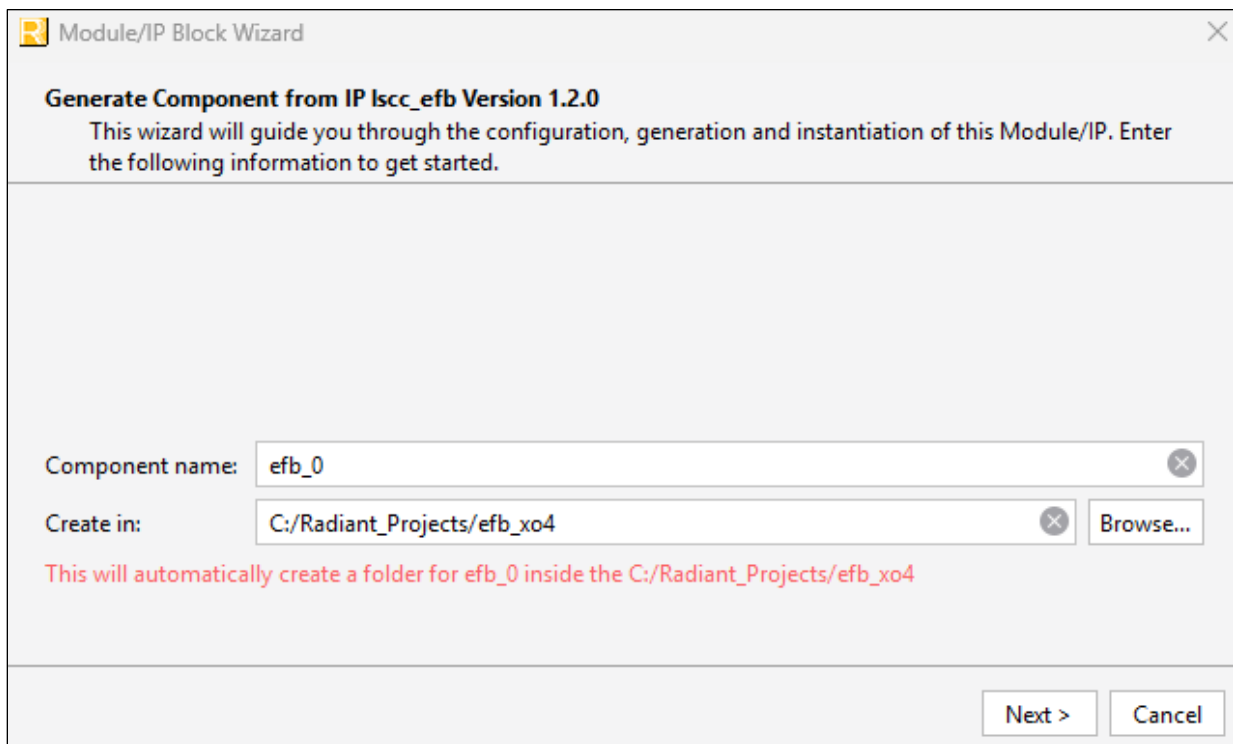 Module/IP Block Wizard
Generate Component from IP lscc_efb Version 1.2.0
This wizard will guide you through the configuration, generation and instantiation of this Module/IP. Enter
the following information to get started.
Component name: efb_0
Create in: C:/Radiant_Projects/efb_xo4 Browse...
This will automatically create a folder for efb_0 inside the C:/Radiant_Projects/efb_xo4
Next > Cancel